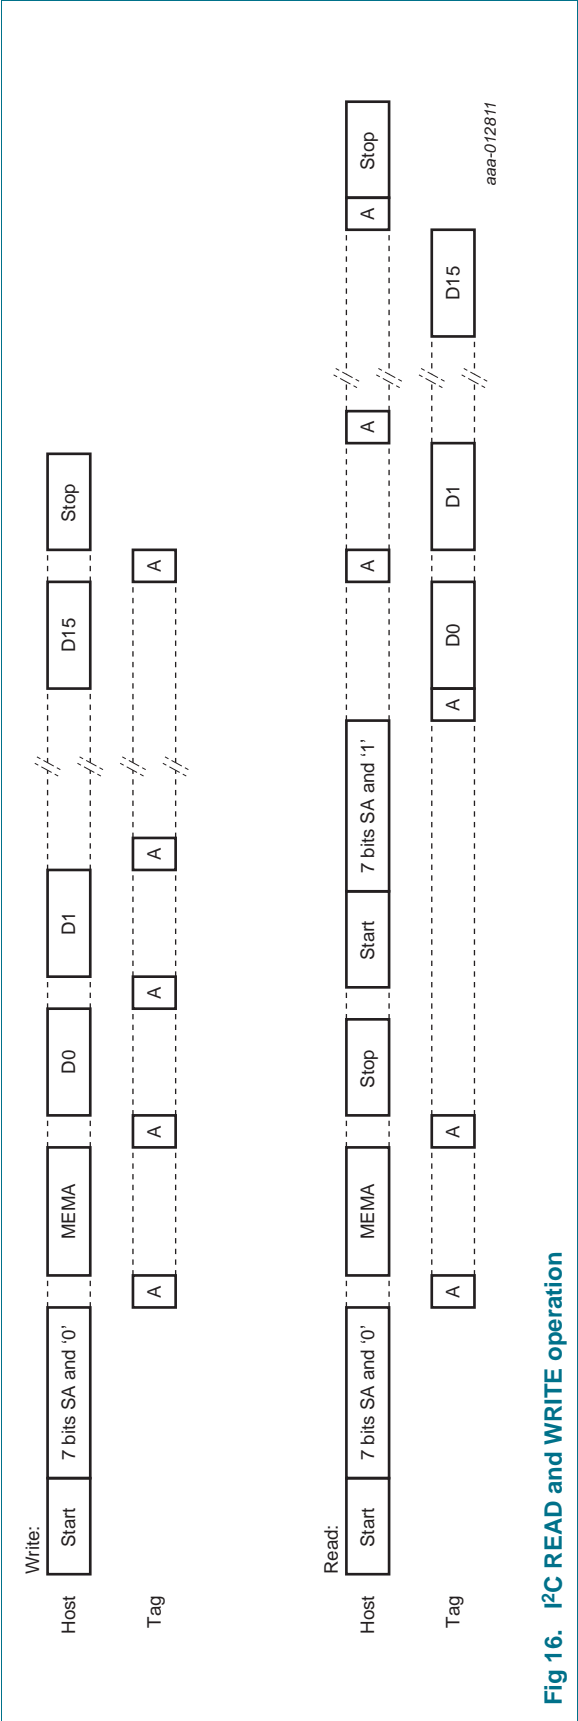 Write:
Host Start 7 bits SA and ‘0’ MEMA D0 D1 D15 Stop
Tag A A A A A
Read:
Host Start 7 bits SA and ‘0’ MEMA Stop Start 7 bits SA and ‘1’ A A A Stop
Tag A A A D0 D1 D15
aaa-012811
Fig 16. I²C READ and WRITE operation